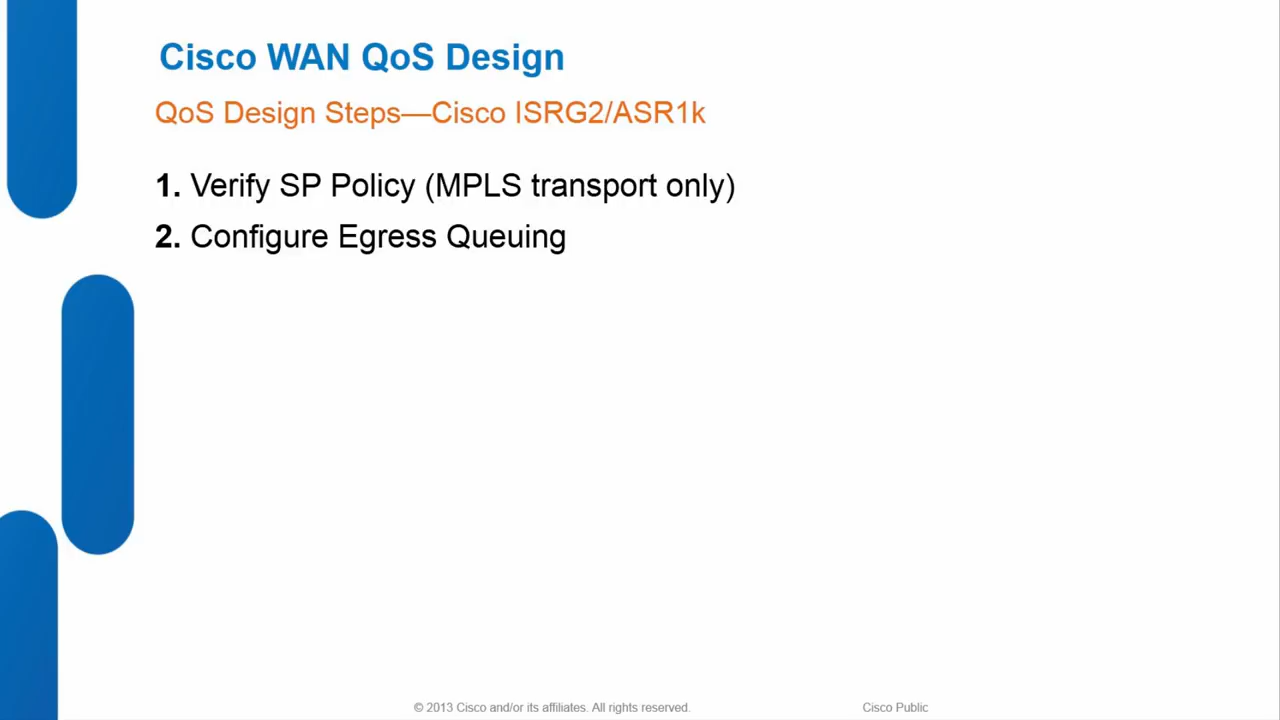 Cisco WAN QoS Design
QoS Design Steps—Cisco ISRG2/ASR1k
1. Verify SP Policy (MPLS transport only)
2. Configure Egress Queuing
© 2013 Cisco and/or its affiliates. All rights reserved. Cisco Public